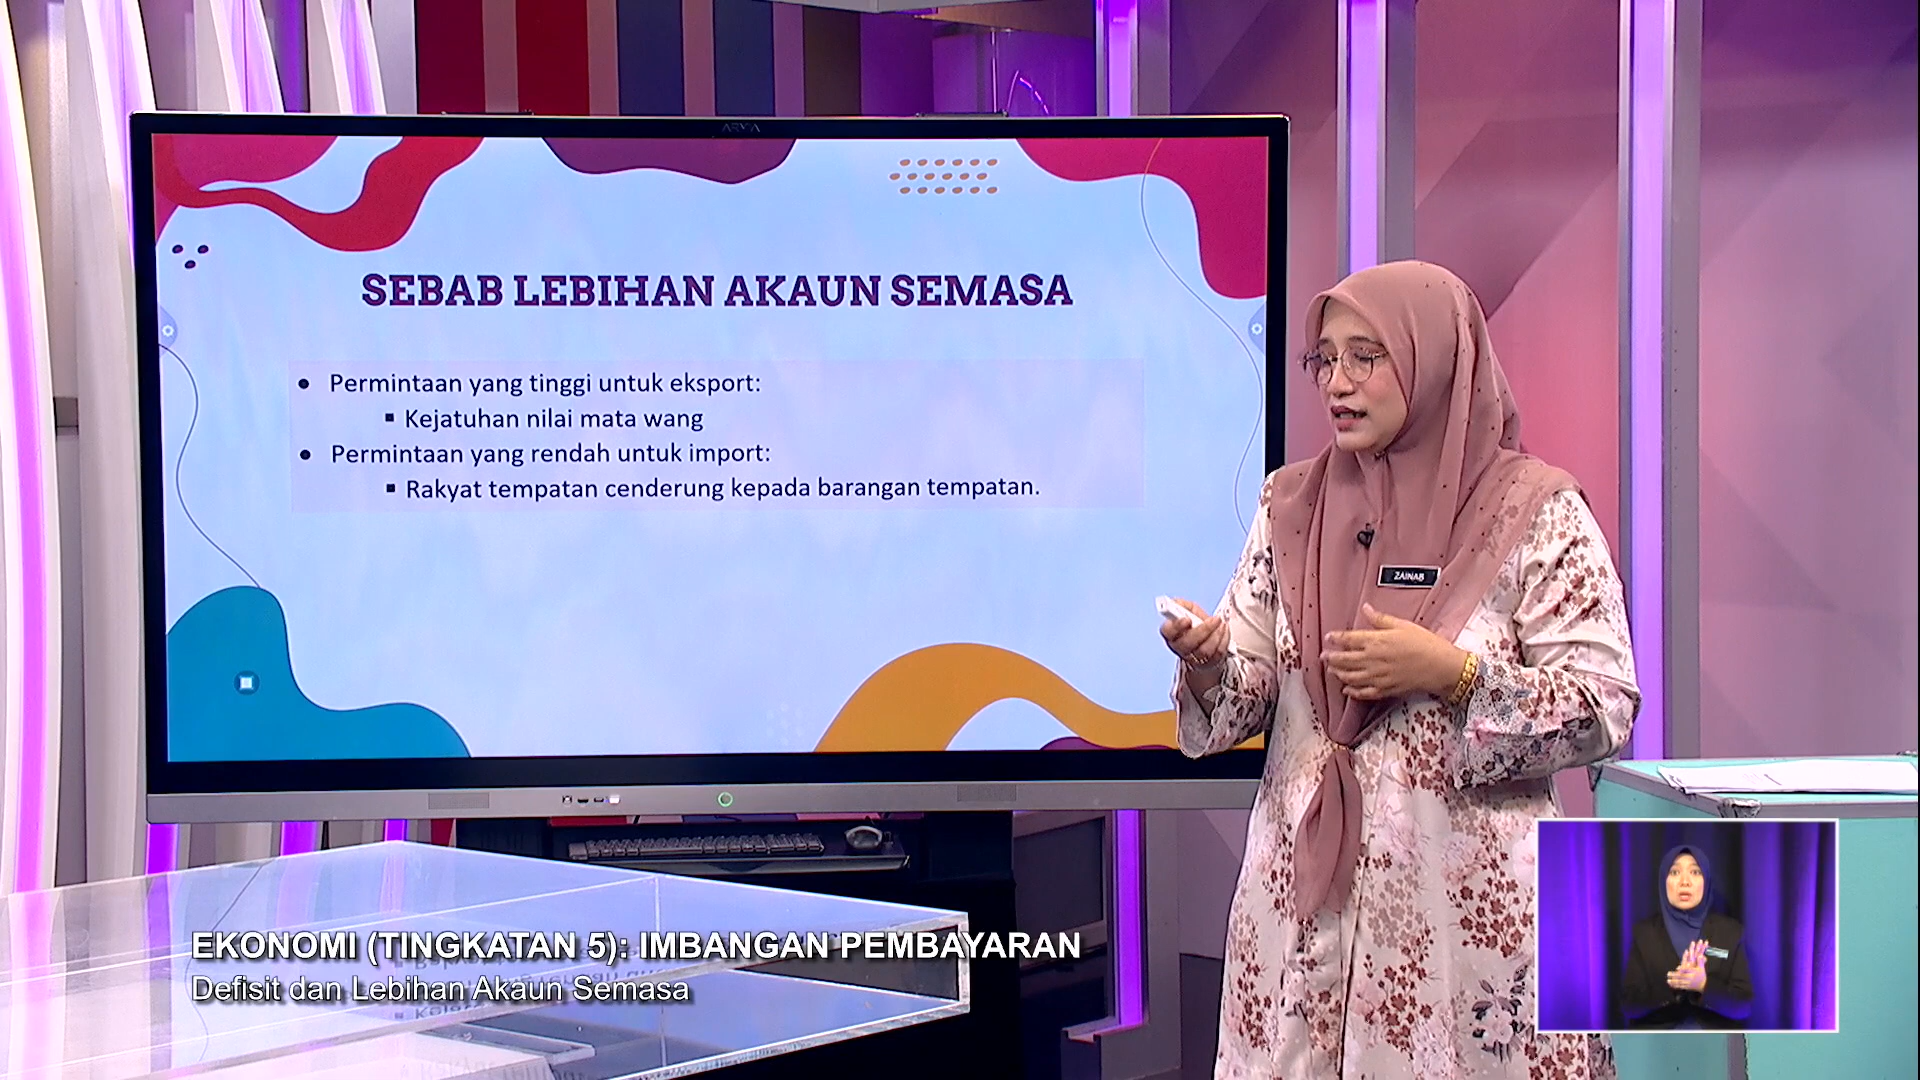 ARVIA
SEBAB LEBIHAN AKAUN SEMASA
● Permintaan yang tinggi untuk eksport:
▪ Kejatuhan nilai mata wang
● Permintaan yang rendah untuk import:
▪ Rakyat tempatan cenderung kepada barangan tempatan.
ZAINAB
EKONOMI (TINGKATAN 5): IMBANGAN PEMBAYARAN
Defisit dan Lebihan Akaun Semasa